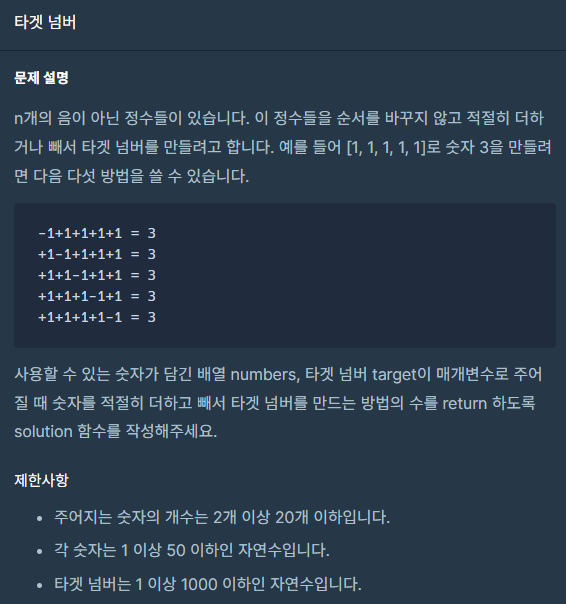 타겟 넘버
문제 설명
n개의 음이 아닌 정수들이 있습니다. 이 정수들을 순서를 바꾸지 않고 적절히 더하
거나 빼서 타겟 넘버를 만들려고 합니다. 예를 들어 [1, 1, 1, 1, 1]로 숫자 3을 만들려
면 다음 다섯 방법을 쓸 수 있습니다.
-1+1+1+1+1 = 3
+1-1+1+1+1 = 3
+1+1-1+1+1 = 3
+1+1+1-1+1 = 3
+1+1+1+1-1 = 3
사용할 수 있는 숫자가 담긴 배열 numbers, 타겟 넘버 target이 매개변수로 주어
질 때 숫자를 적절히 더하고 빼서 타겟 넘버를 만드는 방법의 수를 return 하도록
solution 함수를 작성해주세요.
제한사항
• 주어지는 숫자의 개수는 2개 이상 20개 이하입니다.
• 각 숫자는 1 이상 50 이하인 자연수입니다.
• 타겟 넘버는 1 이상 1000 이하인 자연수입니다.